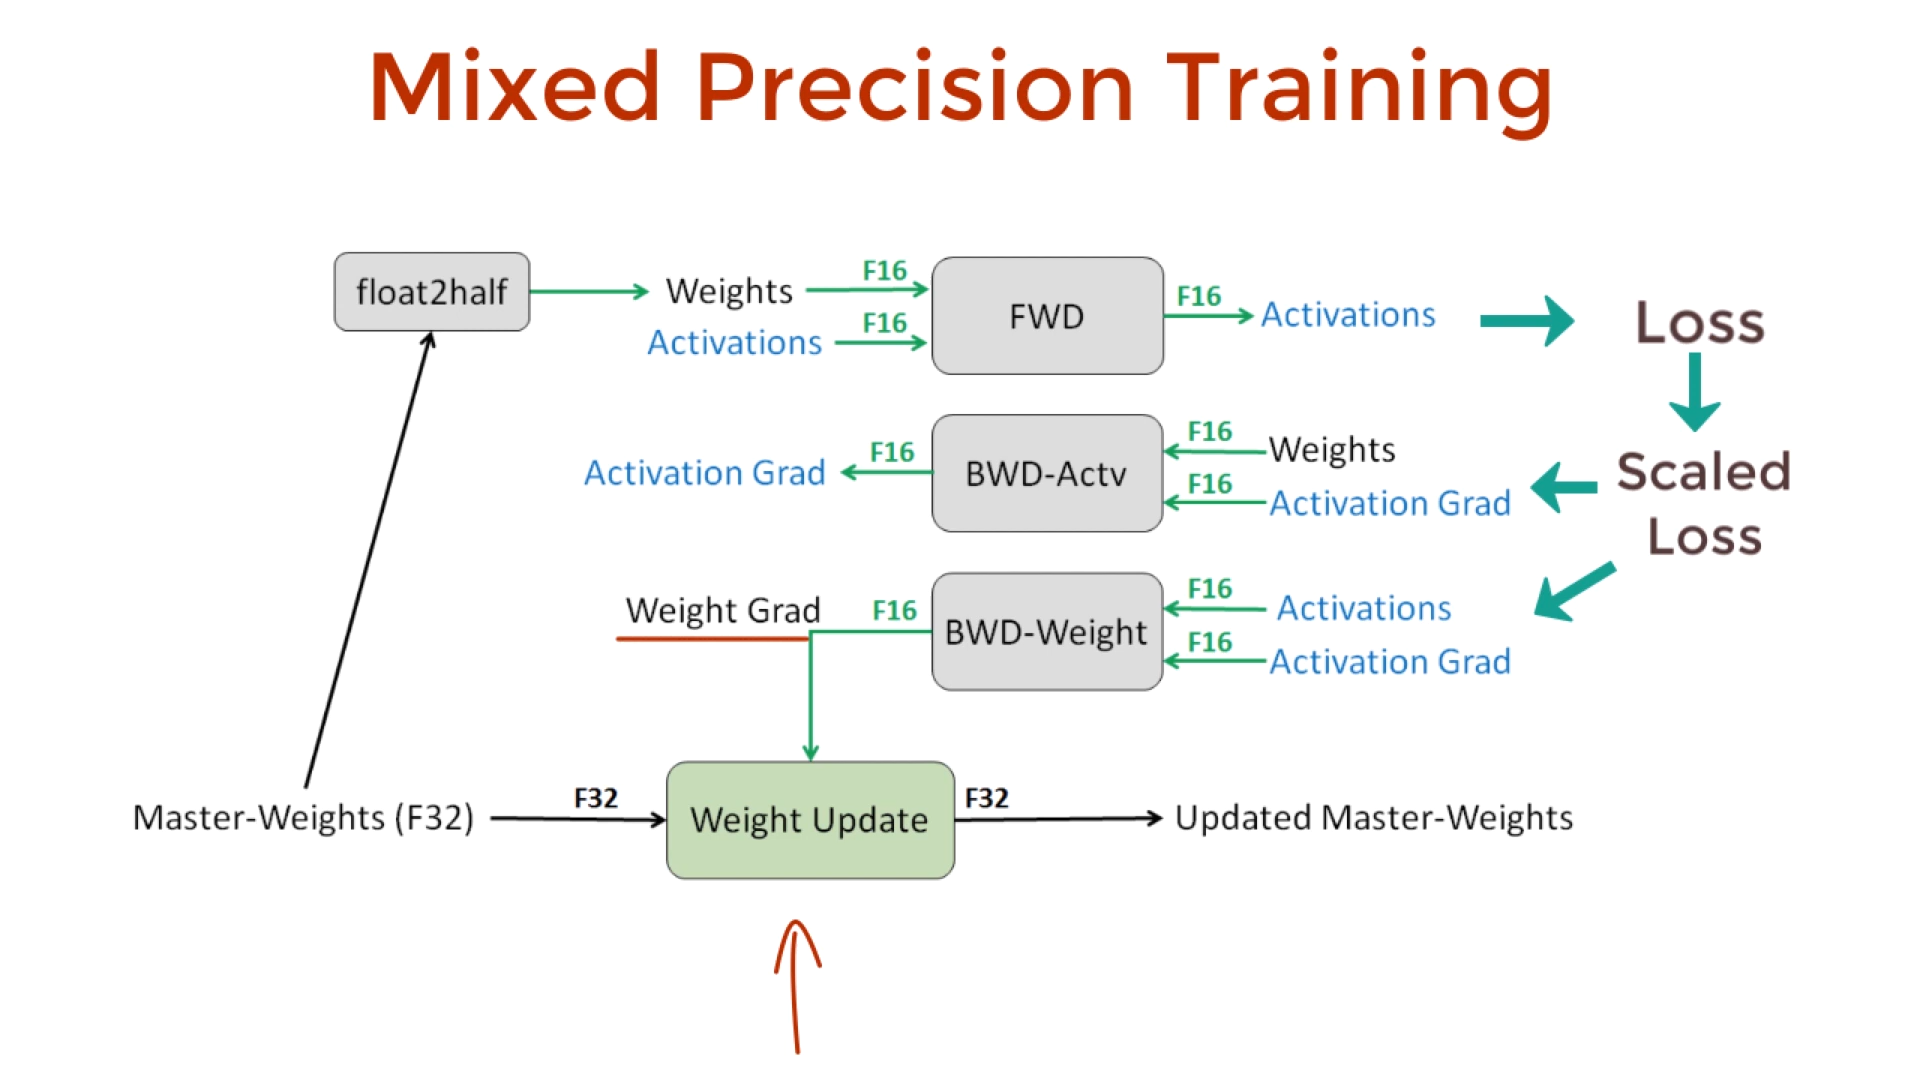 Mixed Precision Training
float2half
Weights
F16
Activations
F16
FWD
F16
Activations
Loss
Activation Grad
F16
BWD-Actv
F16
Weights
F16
Activation Grad
Scaled
Loss
Weight Grad
F16
BWD-Weight
F16
Activations
F16
Activation Grad
Master-Weights (F32)
F32
Weight Update
F32
Updated Master-Weights